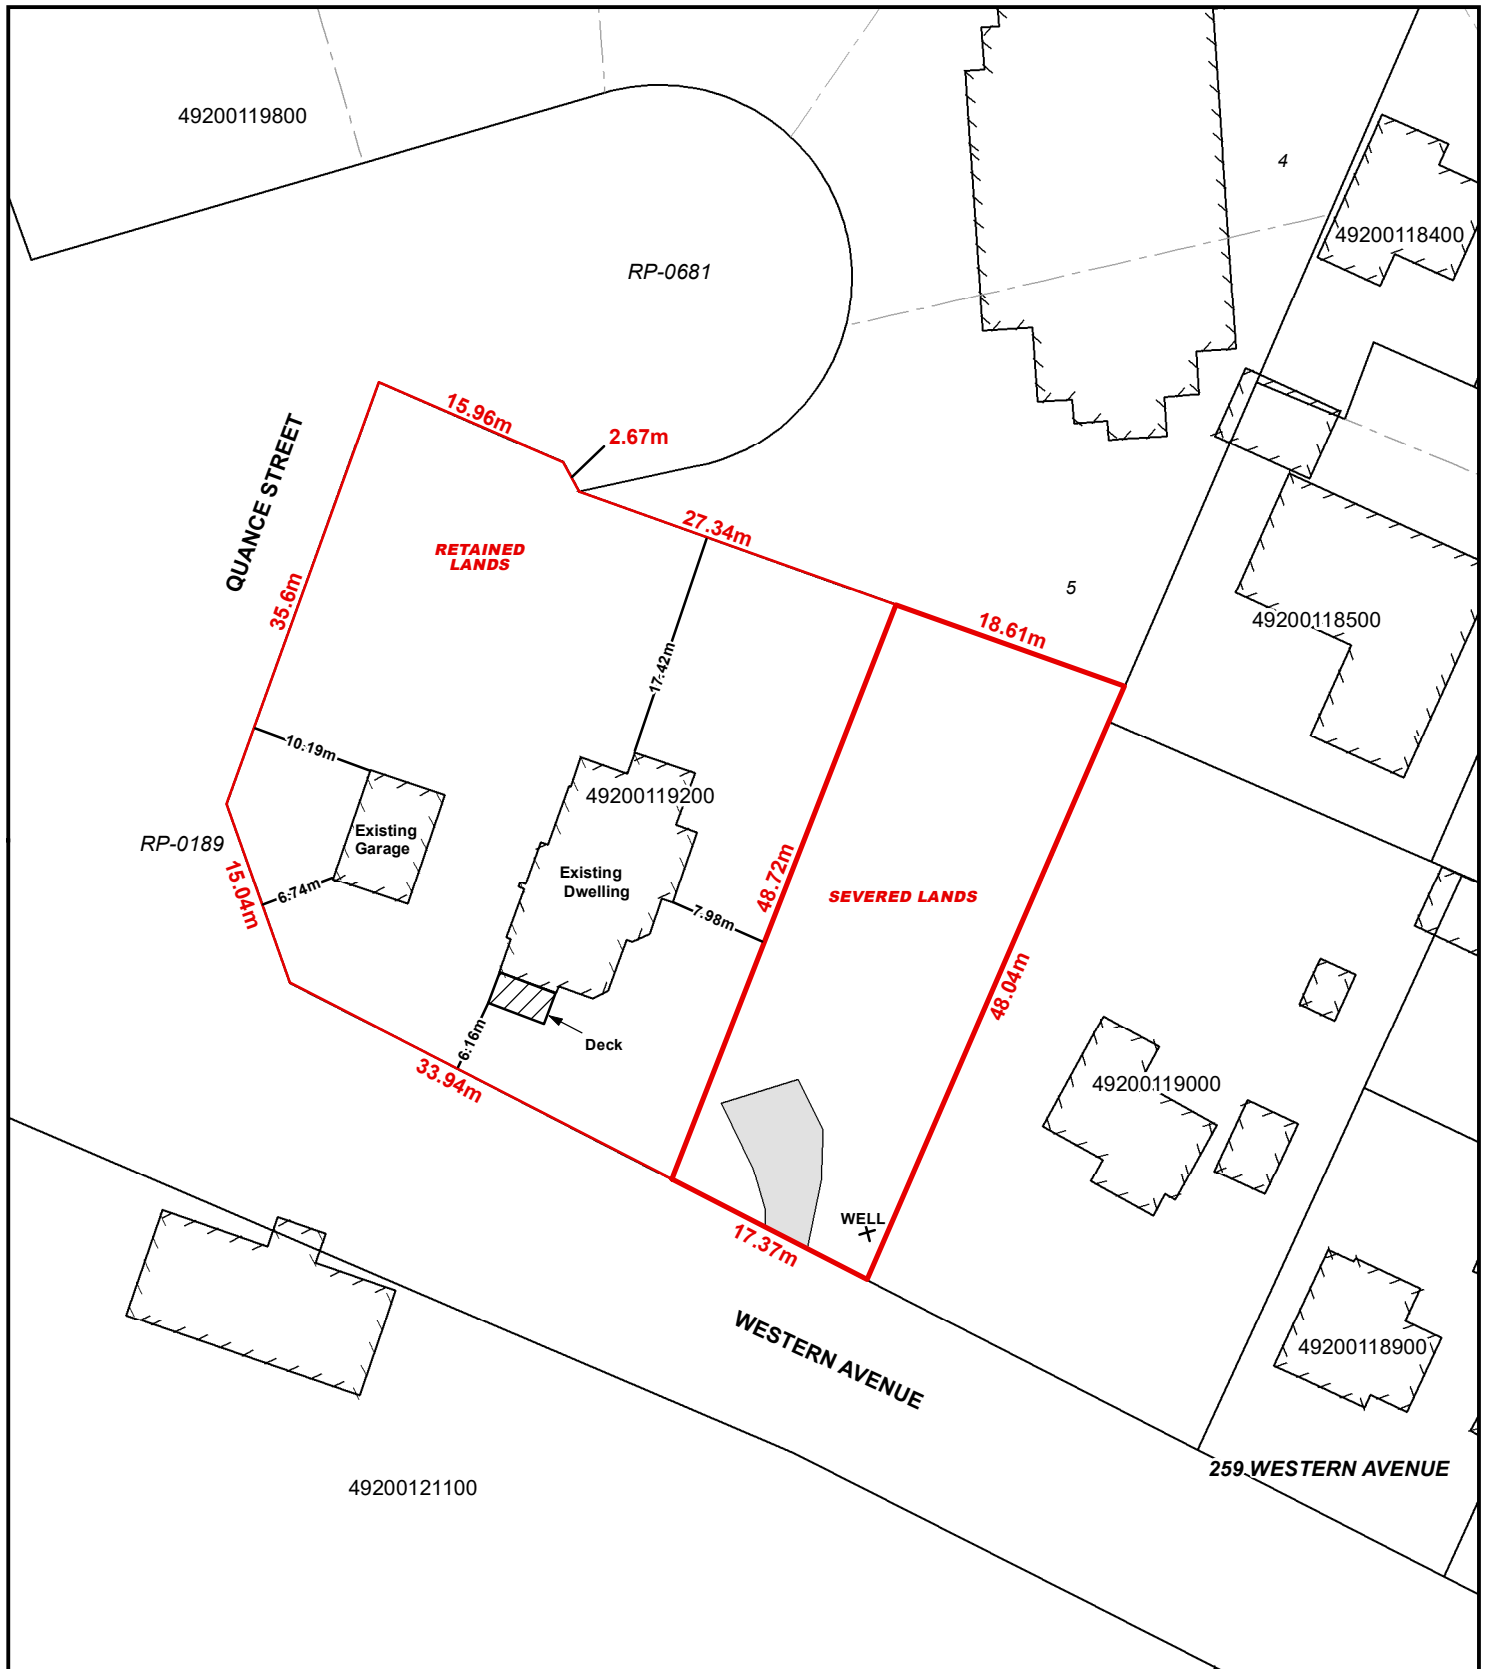 49200119800
4
49200118400
RP-0681
15.96m
2.67m
QUANCE STREET
27.34m
RETAINED
LANDS
5
35.6m
49200118500
18.61m
17.42m
10.19m
49200119200
Existing
Garage
RP-0189
48.72m
Existing
Dwelling
6.74m
15.04m
SEVERED LANDS
7.98m
48.04m
6.16m
Deck
33.94m
49200119000
WELL
17.37m
WESTERN AVENUE
49200118900
259 WESTERN AVENUE
49200121100